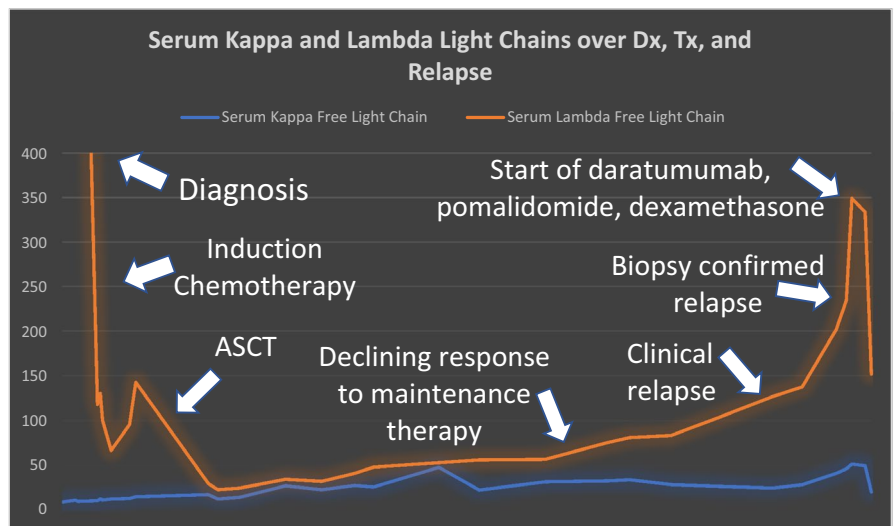 Serum Kappa and Lambda Light Chains over Dx, Tx, and
Relapse
Serum Kappa Free Light Chain
Serum Lambda Free Light Chain
400
350
300
250
200
150
100
50
0
Diagnosis
Induction
Chemotherapy
ASCT
Declining response
to maintenance
therapy
Clinical
relapse
Biopsy confirmed
relapse
Start of daratumumab,
pomalidomide, dexamethasone